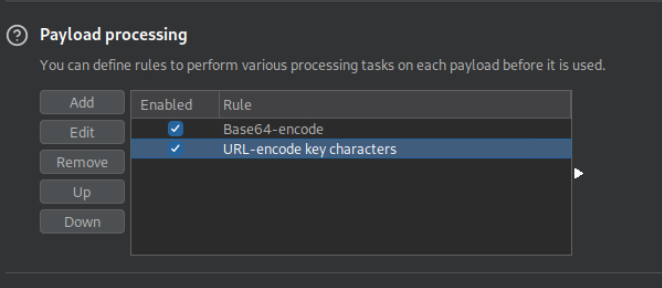 Payload processing
You can define rules to perform various processing tasks on each payload before it is used.
Add
Edit
Remove
Up
Down
Enabled Rule
Base64-encode
URL-encode key characters